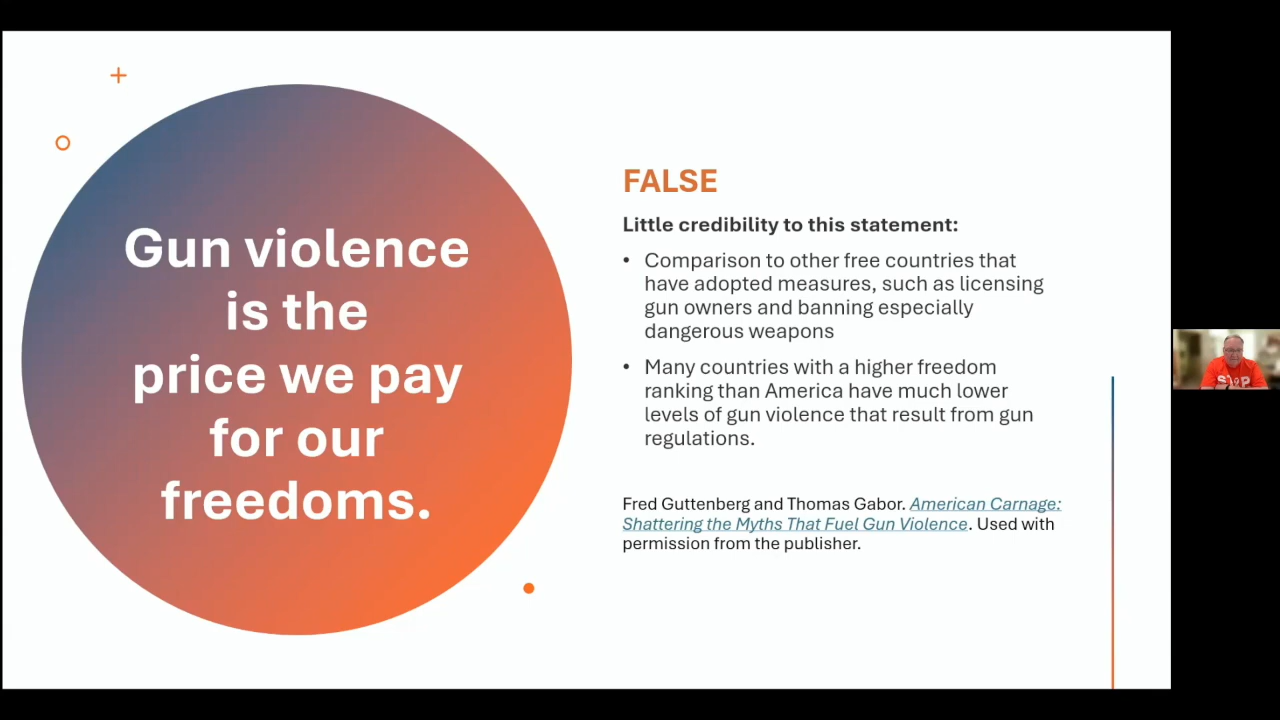 Gun violence
is the
price we pay
for our
freedoms.
FALSE
Little credibility to this statement:
• Comparison to other free countries that
have adopted measures, such as licensing
gun owners and banning especially
dangerous weapons
• Many countries with a higher freedom
ranking than America have much lower
levels of gun violence that result from gun
regulations.
Fred Guttenberg and Thomas Gabor. American Carnage:
Shattering the Myths That Fuel Gun Violence. Used with
permission from the publisher.